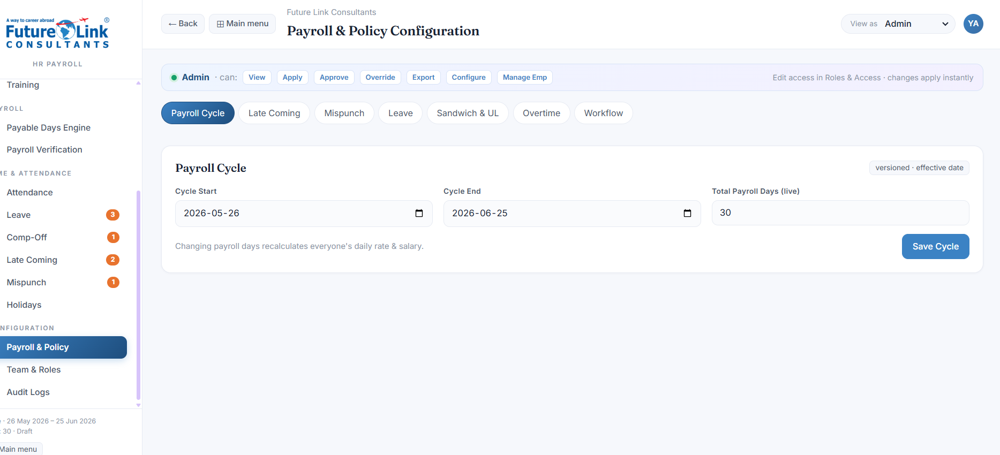 A way to career abroad
Future Link ®
CONSULTANTS
HR PAYROLL
Training
YROLL
Payable Days Engine
Payroll Verification
ME & ATTENDANCE
Attendance
Leave 3
Comp-Off 1
Late Coming 2
Mispunch 1
Holidays
NFIGURATION
Payroll & Policy
Team & Roles
Audit Logs
· 26 May 2026 – 25 Jun 2026
: 30 · Draft
Main menu
← Back
Main menu
Future Link Consultants
Payroll & Policy Configuration
View as Admin
YA
Admin · can: View Apply Approve Override Export Configure Manage Emp
Edit access in Roles & Access · changes apply instantly
Payroll Cycle Late Coming Mispunch Leave Sandwich & UL Overtime Workflow
Payroll Cycle
versioned · effective date
Cycle Start Cycle End Total Payroll Days (live)
2026-05-26 2026-06-25 30
Changing payroll days recalculates everyone's daily rate & salary.
Save Cycle